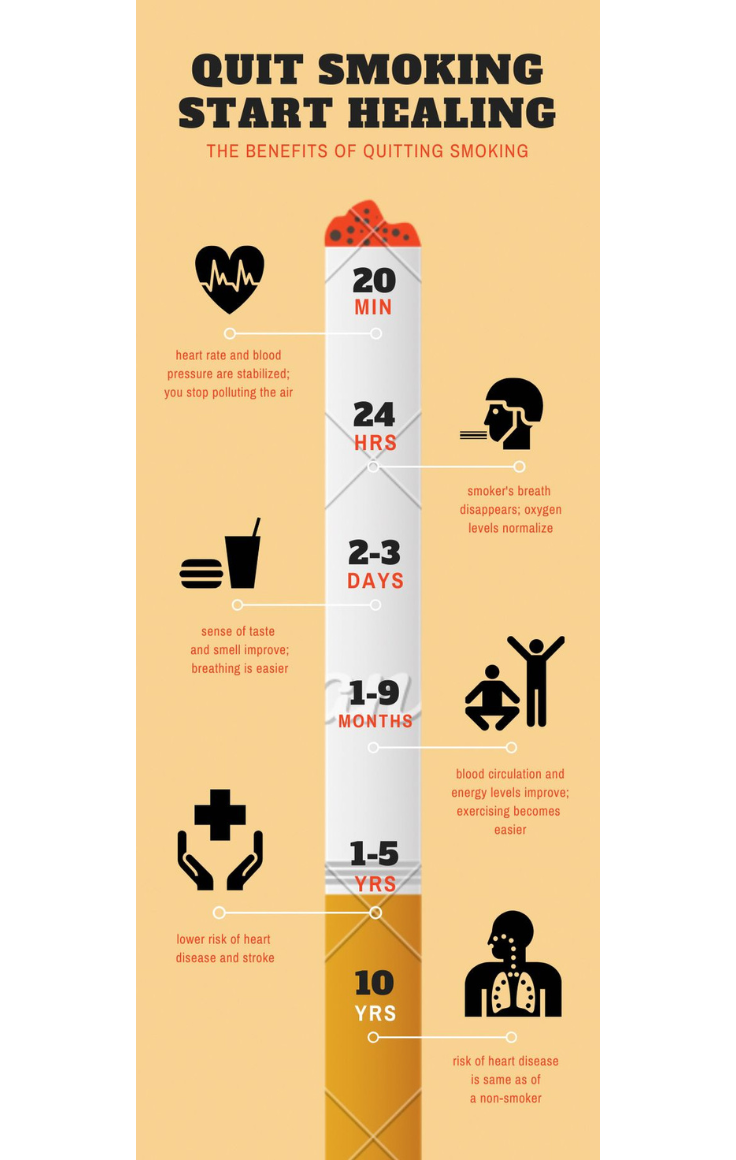 QUIT SMOKING
START HEALING
THE BENEFITS OF QUITTING SMOKING
20
MIN
heart rate and blood
pressure are stabilized;
you stop polluting the air
24
HRS
smoker's breath
disappears; oxygen
levels normalize
2-3
DAYS
sense of taste
and smell improve;
breathing is easier
1-9
MONTHS
blood circulation and
energy levels improve;
exercising becomes
easier
1-5
YRS
lower risk of heart
disease and stroke
10
YRS
risk of heart disease
is same as of
a non-smoker